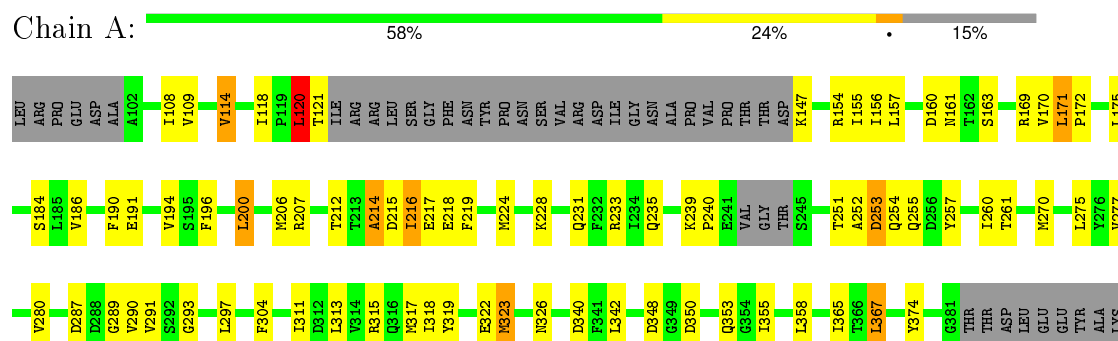 Chain A:
58% 24% • 15%
LEU ARG PRO GLU ASP ALA A102 I108 V109 V114 I118 P119 L120 T121 ILE ARG ARG LEU SER GLY PHE ASN TYR PRO ASN SER VAL ARG ASP ILE GLY ASN ALA PRO VAL PRO THR THR ASP K147 R154 I155 I156 L157 D160 N161 T162 S163 R169 V170 L171 P172 L175
S184 L185 V186 F190 E191 V194 S195 F196 L200 M206 R207 T212 T213 A214 D215 I216 E217 E218 F219 M224 K228 Q231 F232 R233 I234 Q235 K239 P240 E241 VAL GLY THR S245 T251 A252 D253 Q254 Q255 D256 Y257 I260 T261 M270 L275 Y276 V277
V280 D287 D288 G289 V290 V291 S292 G293 L297 F304 I311 D312 L313 V314 R315 Q316 M317 I318 Y319 E322 M323 N326 D340 F341 L342 D348 G349 D350 Q353 G354 I355 L358 I365 T366 L367 Y374 G381 THR THR ASP LEU GLU GLU TYR ALA LYS